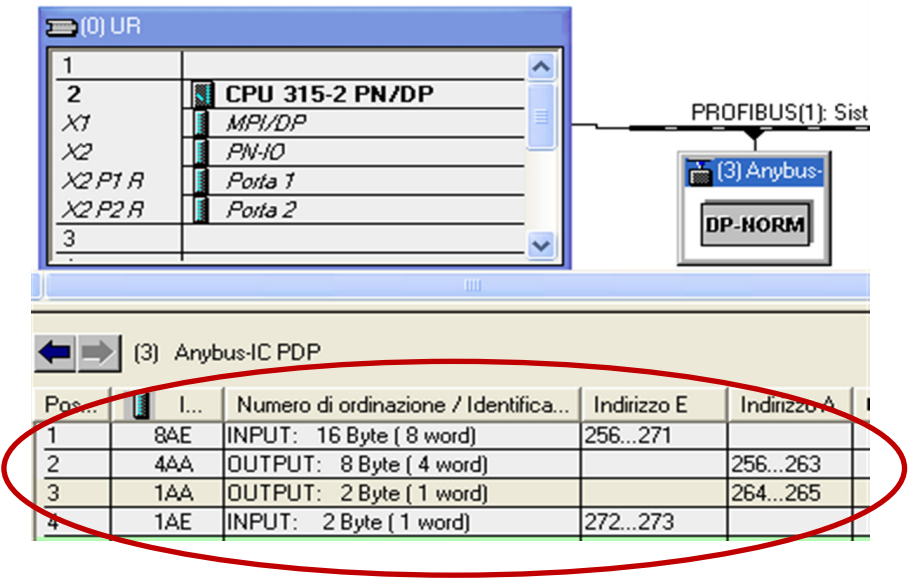 (0) UR
1
2 CPU 315-2 PN/DP
X1 MPI/DP
X2 PN-IO
X2 P1 R Porta 1
X2 P2 R Porta 2
3
PROFIBUS(1): Sist
(3) Anybus-
DP-NORM
(3) Anybus-IC PDP
Pos... I... Numero di ordinazione / Identifica... Indirizzo E Indirizzo A
1 8AE INPUT: 16 Byte ( 8 word) 256...271
2 4AA OUTPUT: 8 Byte ( 4 word) 256...263
3 1AA OUTPUT: 2 Byte ( 1 word) 264...265
4 1AE INPUT: 2 Byte ( 1 word) 272...273